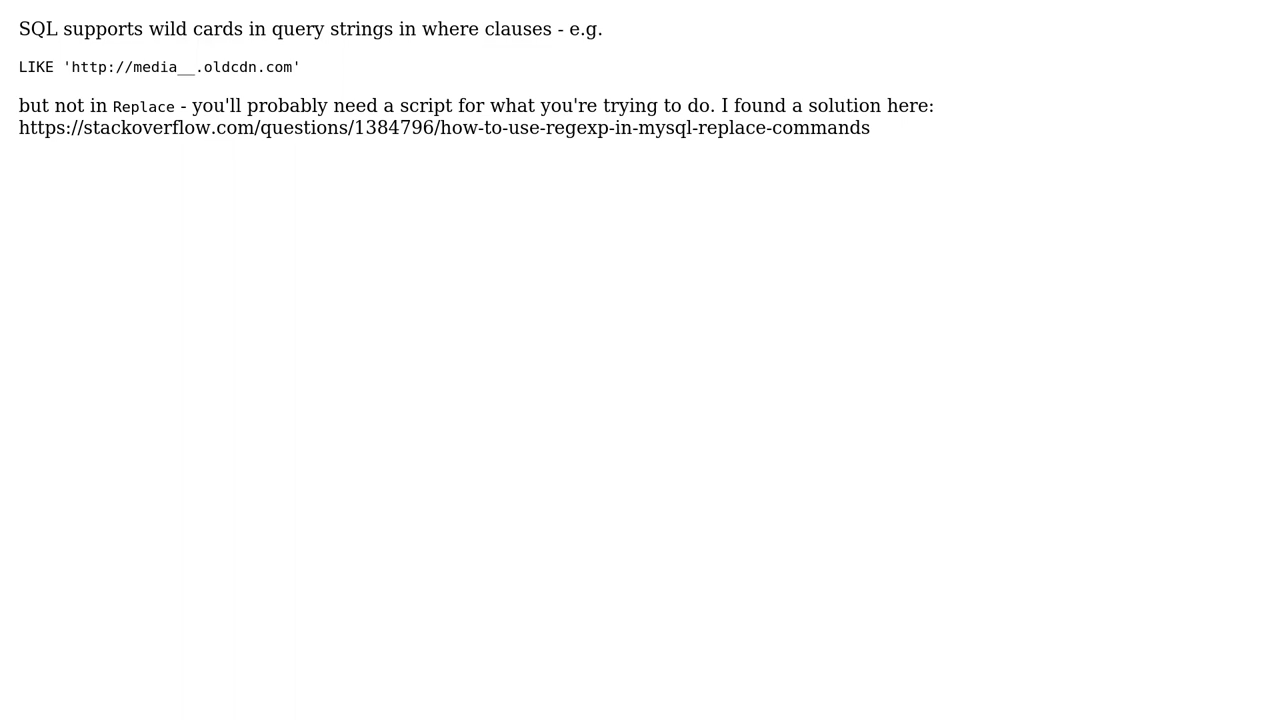 SQL supports wild cards in query strings in where clauses - e.g.
LIKE 'http://media__.oldcdn.com'
but not in Replace - you'll probably need a script for what you're trying to do. I found a solution here:
https://stackoverflow.com/questions/1384796/how-to-use-regexp-in-mysql-replace-commands